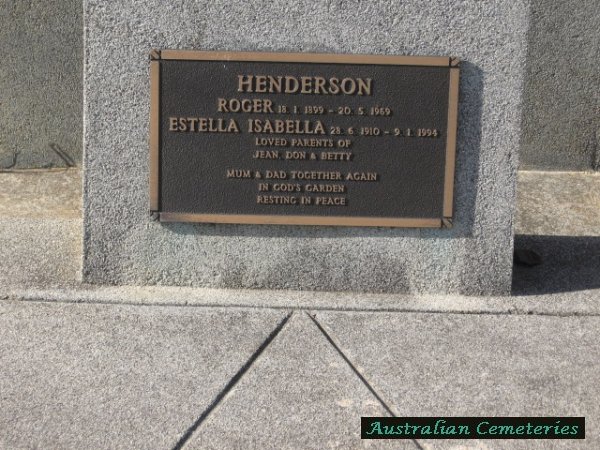 HENDERSON
ROGER 18. 1. 1899 - 20. 5. 1969
ESTELLA ISABELLA 28. 6. 1910 - 9. 1. 1994
LOVED PARENTS OF
JEAN, DON & BETTY
MUM & DAD TOGETHER AGAIN
IN GOD'S GARDEN
RESTING IN PEACE
Australian Cemeteries